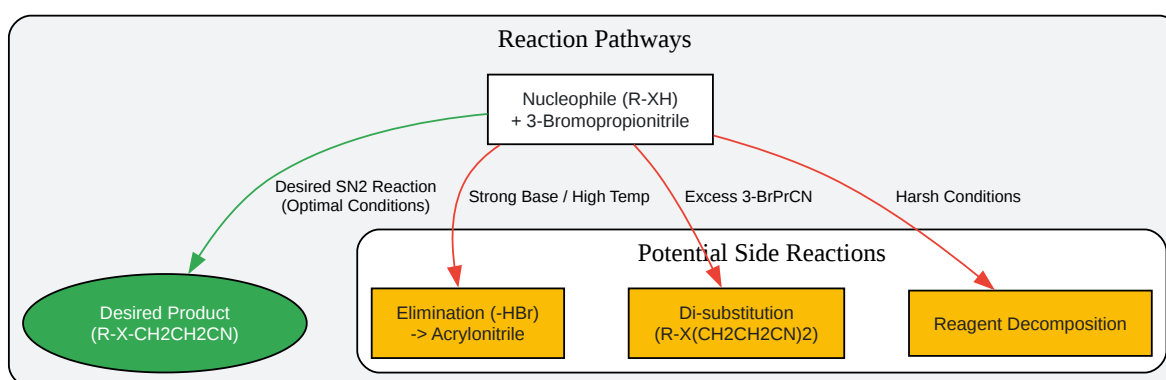 Reaction Pathways
Nucleophile (R-XH)
+ 3-Bromopropionitrile
Desired SN2 Reaction
(Optimal Conditions)
Strong Base / High Temp
Excess 3-BrPrCN
Harsh Conditions
Potential Side Reactions
Desired Product
(R-X-CH2CH2CN)
Elimination (-HBr)
-> Acrylonitrile
Di-substitution
(R-X(CH2CH2CN)2)
Reagent Decomposition